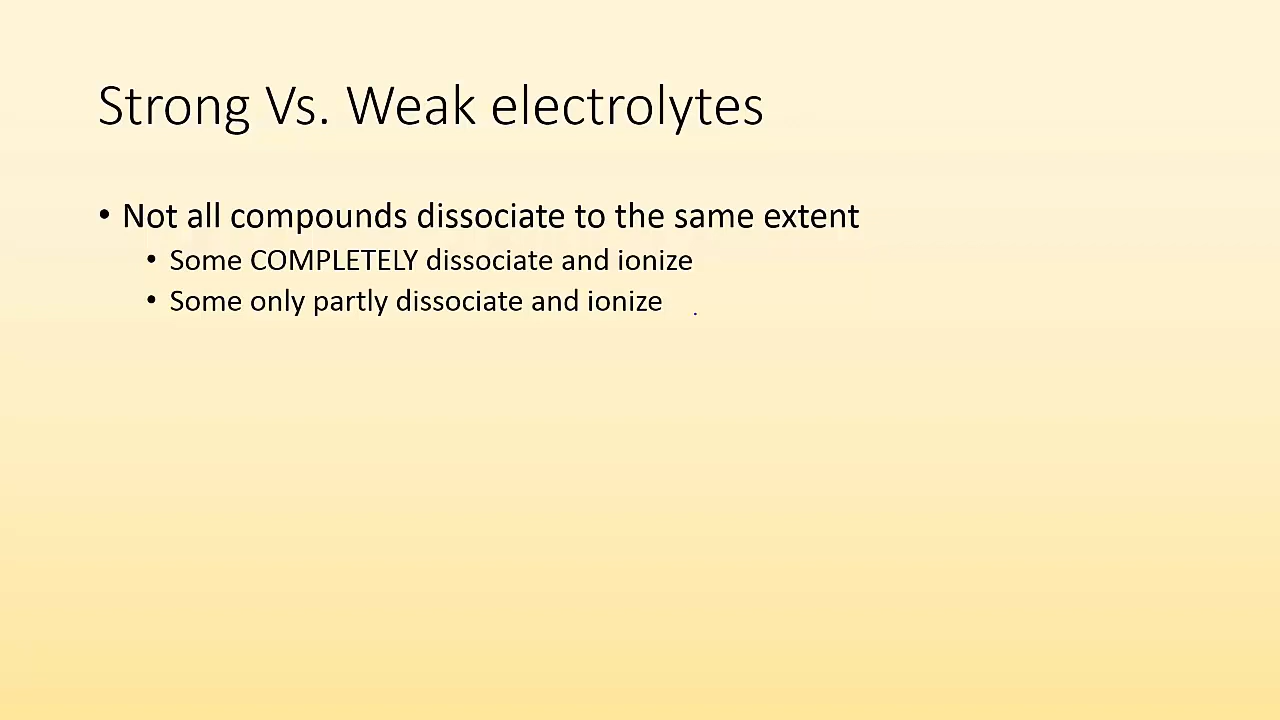 Strong Vs. Weak electrolytes
• Not all compounds dissociate to the same extent
• Some COMPLETELY dissociate and ionize
• Some only partly dissociate and ionize